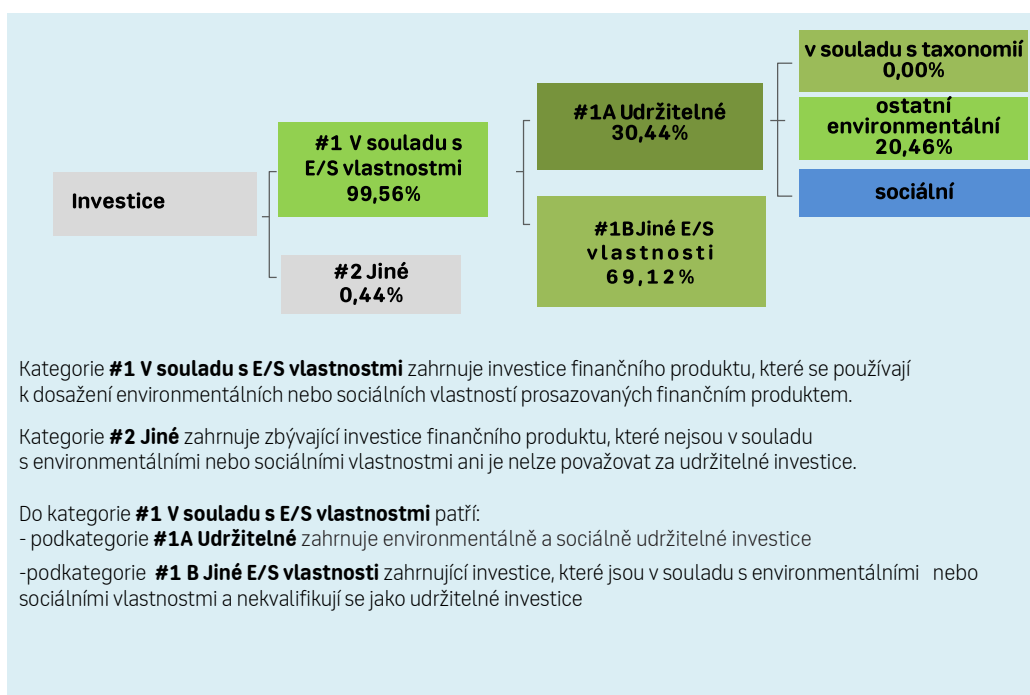 v souladu s taxonomií
0,00%
#1A Udržitelné
30,44%
ostatní
environmentální
20,46%
#1 V souladu s
E/S vlastnostmi
99,56%
Investice
sociální
#1B Jiné E/S
vlastnosti
69,12%
#2 Jiné
0,44%
Kategorie #1 V souladu s E/S vlastnostmi zahrnuje investice finančního produktu, které se používají
k dosažení environmentálních nebo sociálních vlastností prosazovaných finančním produktem.
Kategorie #2 Jiné zahrnuje zbývající investice finančního produktu, které nejsou v souladu
s environmentálními nebo sociálními vlastnostmi ani je nelze považovat za udržitelné investice.
Do kategorie #1 V souladu s E/S vlastnostmi patří:
- podkategorie #1A Udržitelné zahrnuje environmentálně a sociálně udržitelné investice
-podkategorie #1 B Jiné E/S vlastnosti zahrnující investice, které jsou v souladu s environmentálními nebo
sociálními vlastnostmi a nekvalifikují se jako udržitelné investice